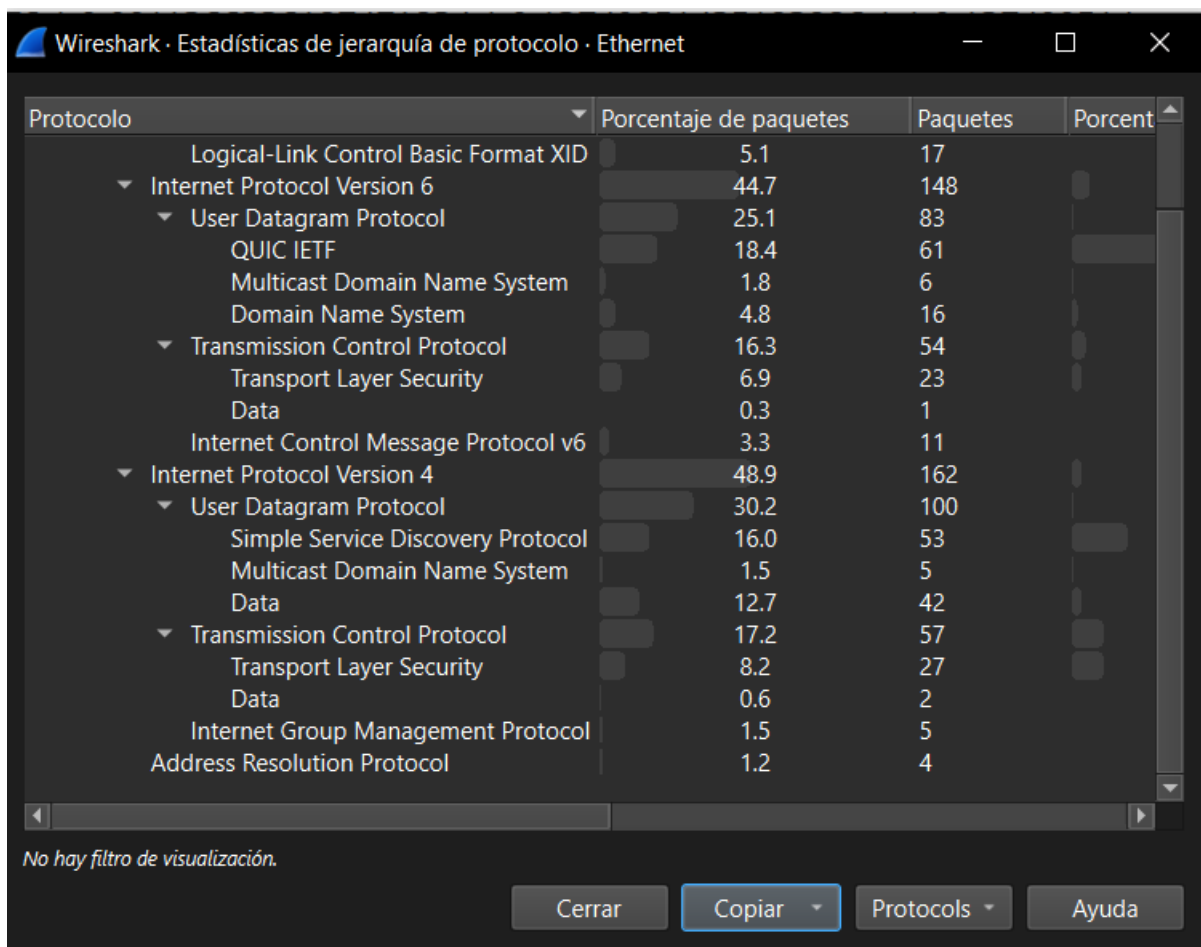 Wireshark · Estadísticas de jerarquía de protocolo · Ethernet
Protocolo Porcentaje de paquetes Paquetes Porcent
Logical-Link Control Basic Format XID 5.1 17
Internet Protocol Version 6 44.7 148
User Datagram Protocol 25.1 83
QUIC IETF 18.4 61
Multicast Domain Name System 1.8 6
Domain Name System 4.8 16
Transmission Control Protocol 16.3 54
Transport Layer Security 6.9 23
Data 0.3 1
Internet Control Message Protocol v6 3.3 11
Internet Protocol Version 4 48.9 162
User Datagram Protocol 30.2 100
Simple Service Discovery Protocol 16.0 53
Multicast Domain Name System 1.5 5
Data 12.7 42
Transmission Control Protocol 17.2 57
Transport Layer Security 8.2 27
Data 0.6 2
Internet Group Management Protocol 1.5 5
Address Resolution Protocol 1.2 4
No hay filtro de visualización.
Cerrar Copiar Protocols Ayuda